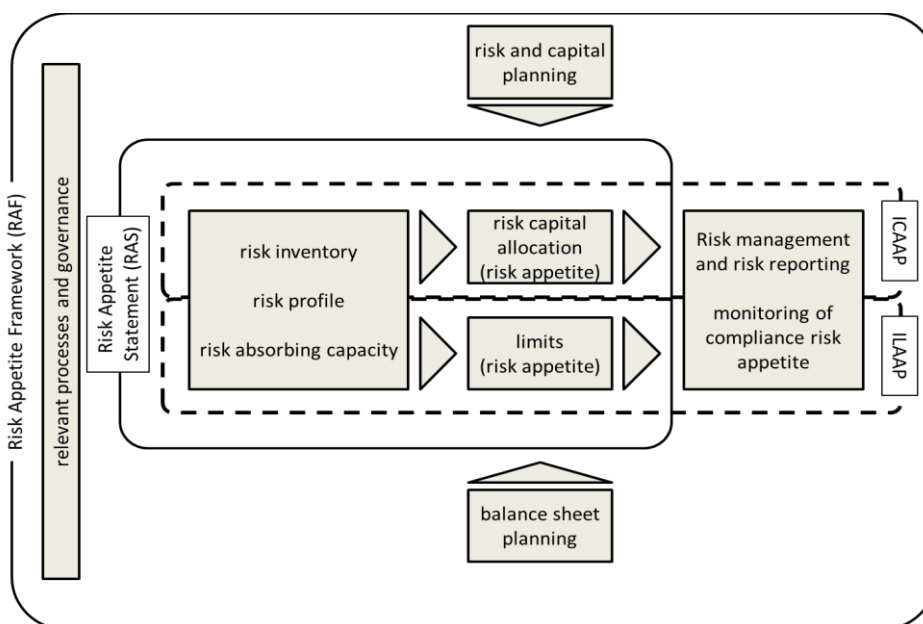 risk and capital
planning
Risk Appetite Framework (RAF)
relevant processes and governance
Risk Appetite
Statement (RAS)
risk inventory
risk profile
risk absorbing capacity
risk capital
allocation
(risk appetite)
limits
(risk appetite)
Risk management
and risk reporting
monitoring of
compliance risk
appetite
ICAAP
ILAAP
balance sheet
planning